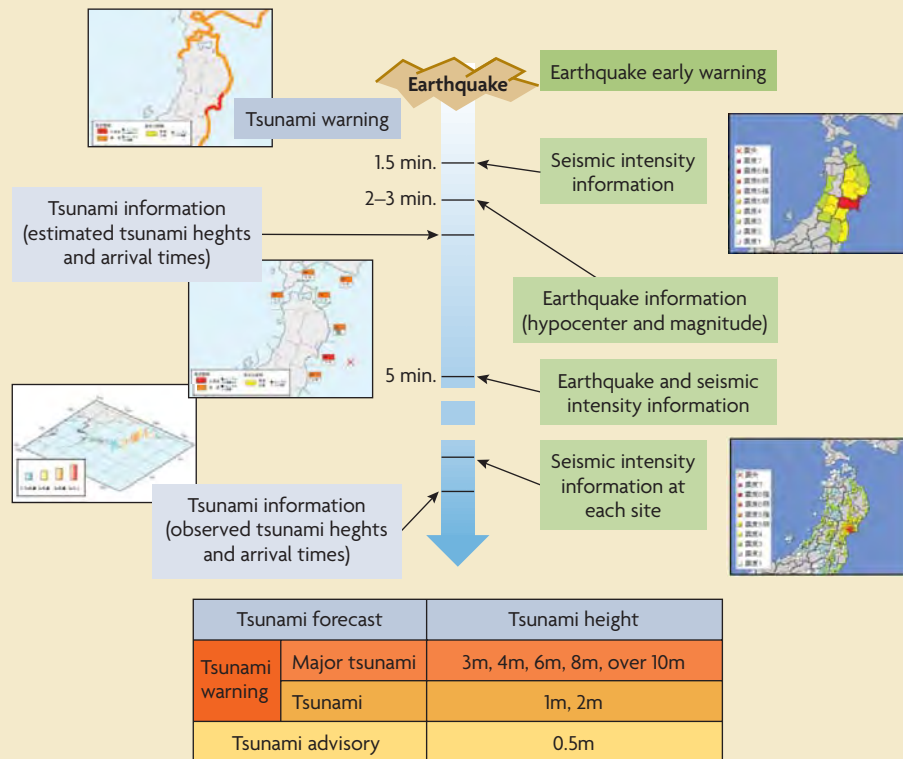 Earthquake
Earthquake early warning
Tsunami warning
1.5 min.
Seismic intensity
information
2–3 min.
Tsunami information
(estimated tsunami heghts
and arrival times)
Earthquake information
(hypocenter and magnitude)
5 min.
Earthquake and seismic
intensity information
Seismic intensity
information at
each site
Tsunami information
(observed tsunami heghts
and arrival times)
Tsunami forecast
Tsunami height
Tsunami
warning
Major tsunami
3m, 4m, 6m, 8m, over 10m
Tsunami
1m, 2m
Tsunami advisory
0.5m